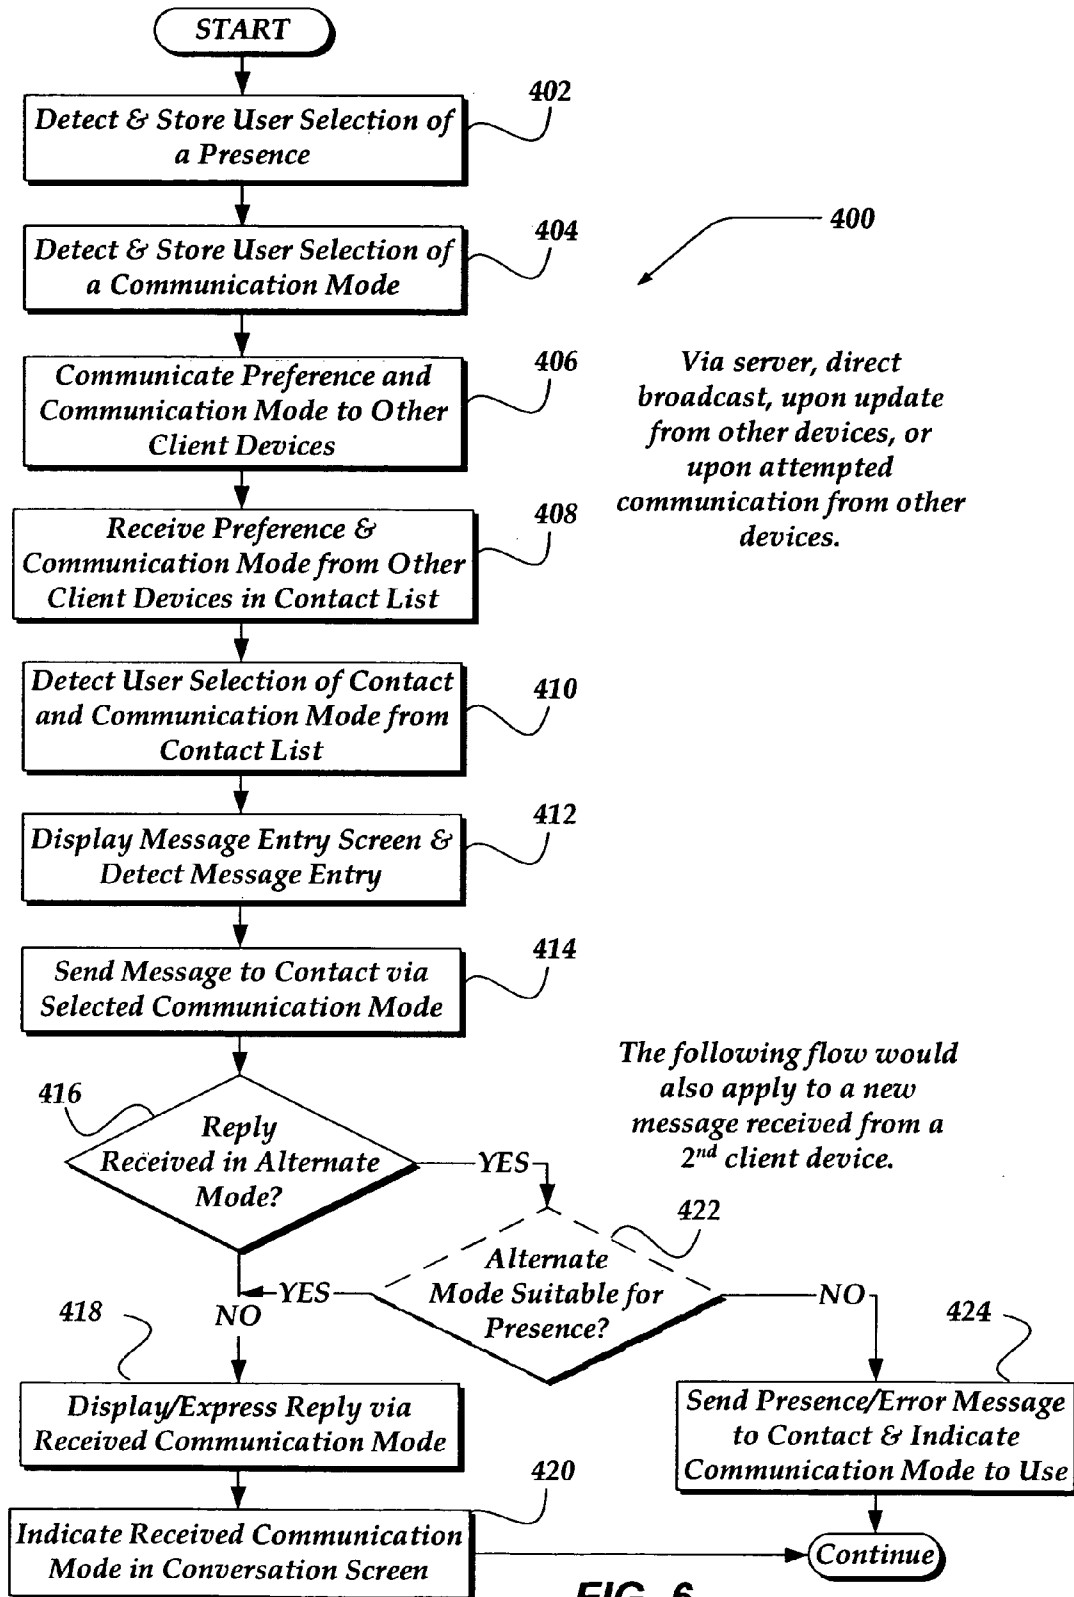 START
402
Detect & Store User Selection of
a Presence
404
Detect & Store User Selection of
a Communication Mode
400
406
Communicate Preference and
Communication Mode to Other
Client Devices
Via server, direct
broadcast, upon update
from other devices, or
upon attempted
communication from other
devices.
408
Receive Preference &
Communication Mode from Other
Client Devices in Contact List
410
Detect User Selection of Contact
and Communication Mode from
Contact List
412
Display Message Entry Screen &
Detect Message Entry
414
Send Message to Contact via
Selected Communication Mode
The following flow would
also apply to a new
message received from a
2nd client device.
416
Reply
Received in Alternate
Mode?
YES
422
Alternate
Mode Suitable for
Presence?
YES
NO
NO
418
Display/Express Reply via
Received Communication Mode
424
Send Presence/Error Message
to Contact & Indicate
Communication Mode to Use
420
Indicate Received Communication
Mode in Conversation Screen
Continue
FIG. 6